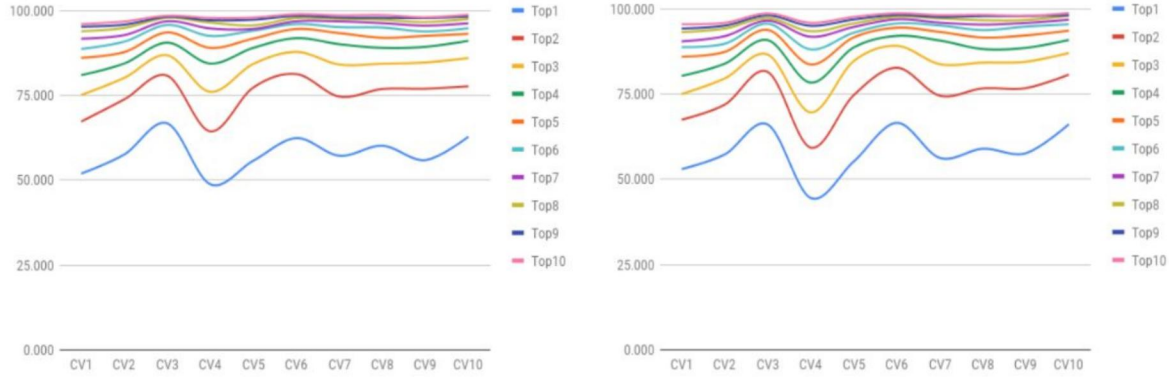 100.000
75.000
50.000
25.000
0.000
CV1 CV2 CV3 CV4 CV5 CV6 CV7 CV8 CV9 CV10
Top1
Top2
Top3
Top4
Top5
Top6
Top7
Top8
Top9
Top10
100.000
75.000
50.000
25.000
0.000
CV1 CV2 CV3 CV4 CV5 CV6 CV7 CV8 CV9 CV10
Top1
Top2
Top3
Top4
Top5
Top6
Top7
Top8
Top9
Top10